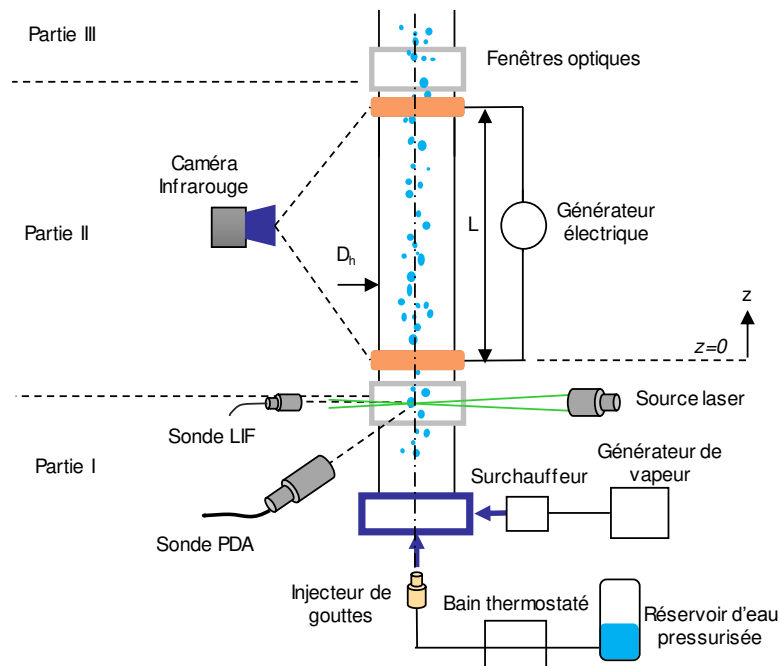 Partie III
Fenêtres optiques
Caméra
Infrarouge
Partie II
L
Générateur
électrique
D_h
z
z=0
Sonde LIF
Source laser
Partie I
Sonde PDA
Surchauffeur
Générateur de
vapeur
Injecteur de
gouttes
Bain thermostaté
Réservoir d'eau
pressurisée